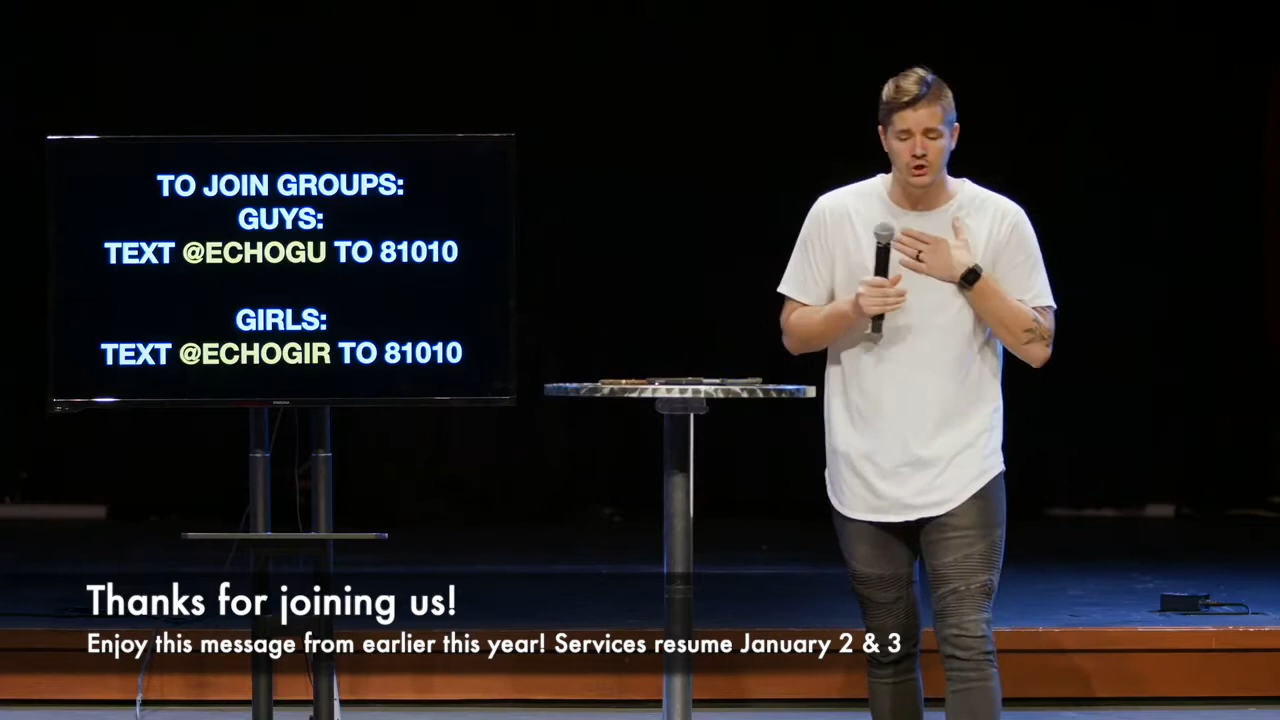 TO JOIN GROUPS:
GUYS:
TEXT @ECHOGU TO 81010
GIRLS:
TEXT @ECHOGIR TO 81010
Thanks for joining us!
Enjoy this message from earlier this year! Services resume January 2 & 3